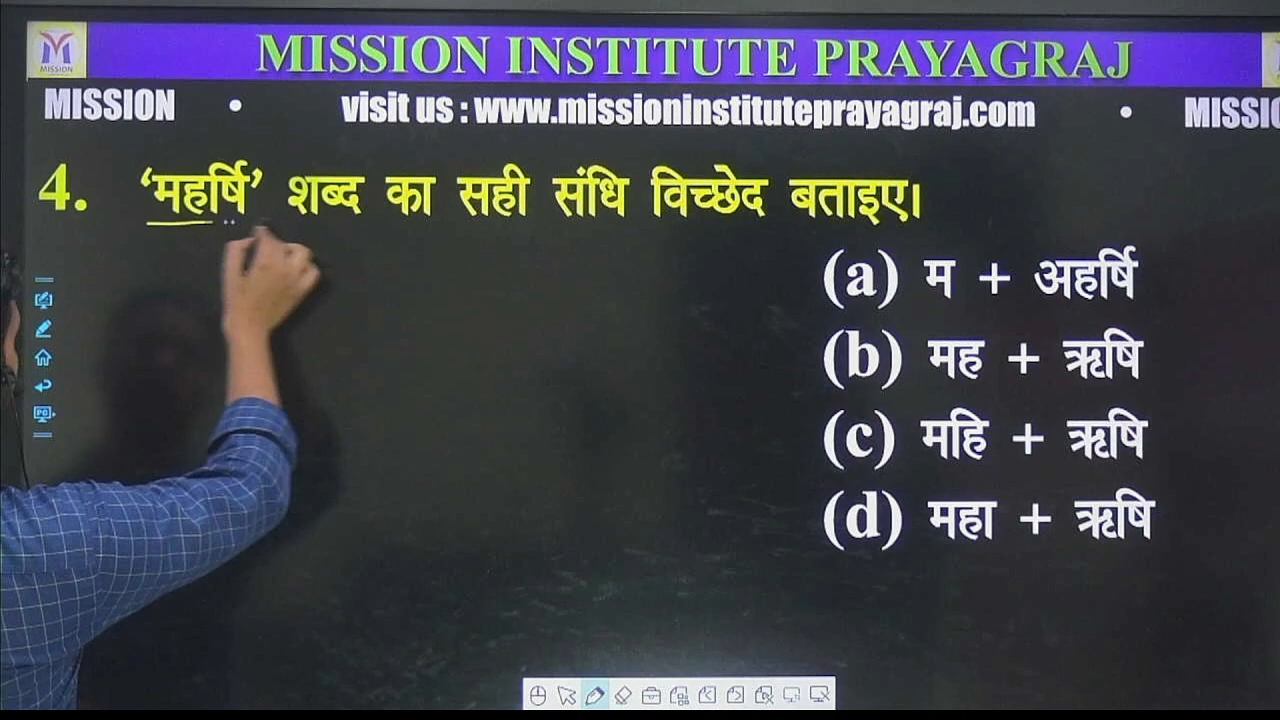 MISSION
MISSION INSTITUTE PRAYAGRAJ
MISSION • visit us : www.missioninstituteprayagraj.com •
4. ‘महर्षि’ शब्द का सही संधि विच्छेद बताइए।
(a) म + अहर्षि
(b) मह + ऋषि
(c) महि + ऋषि
(d) महा + ऋषि